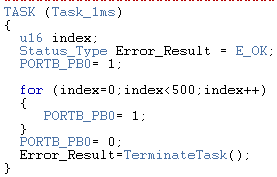 TASK (Task_1ms)
{
u16 index;
Status_Type Error_Result = E_OK;
PORTB_PB0= 1;
for (index=0;index<500;index++)
{
PORTB_PB0= 1;
}
PORTB_PB0= 0;
Error_Result=TerminateTask();
}